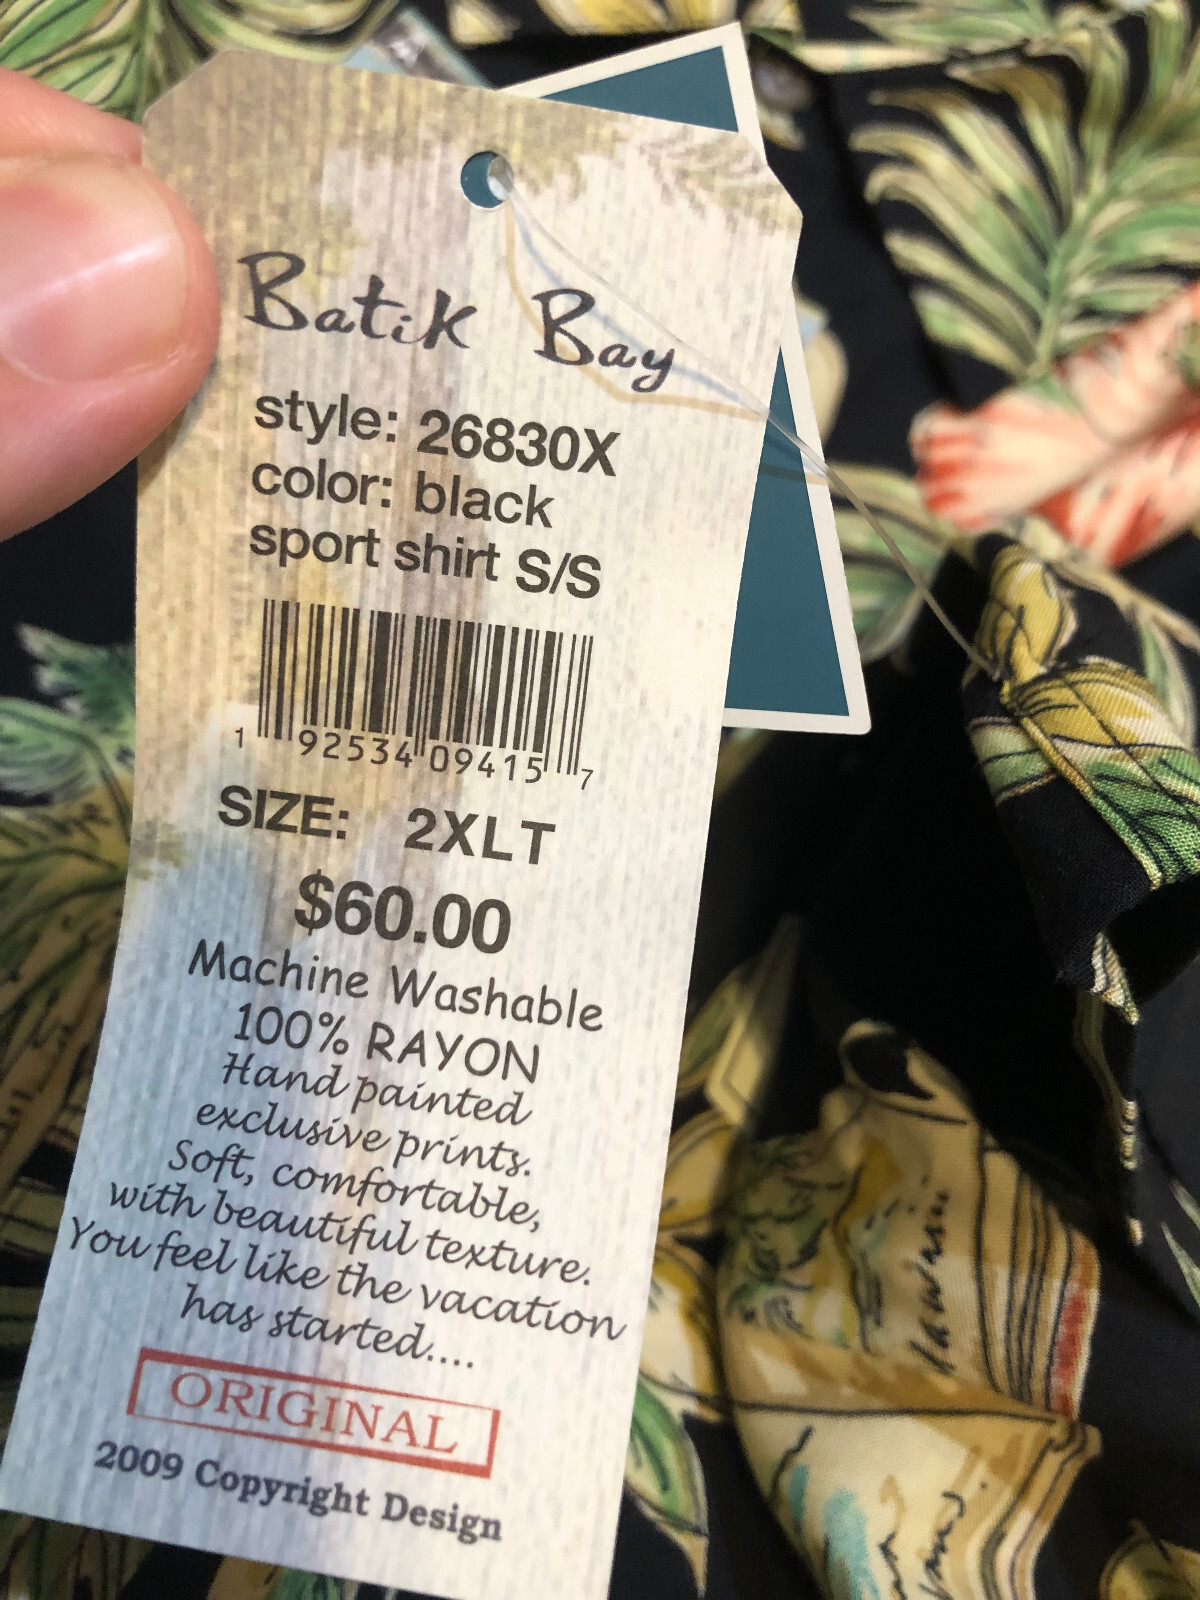 Batik Bay
style: 26830X
color: black
sport shirt S/S
1 92534 09415 7
SIZE: 2XLT
$60.00
Machine Washable
100% RAYON
Hand painted
exclusive prints.
Soft, comfortable,
with beautiful texture.
You feel like the vacation
has started....
ORIGINAL
2009 Copyright Design